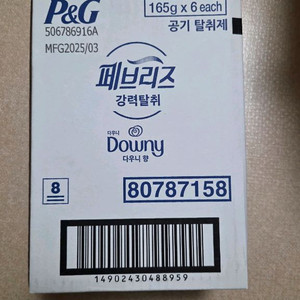 P&G
165g x 6 each
506786916A
공기 탈취제
MFG2025/03
페브리즈
강력탈취
다우니
Downy
다우니 향
8
80787158
14902430488959